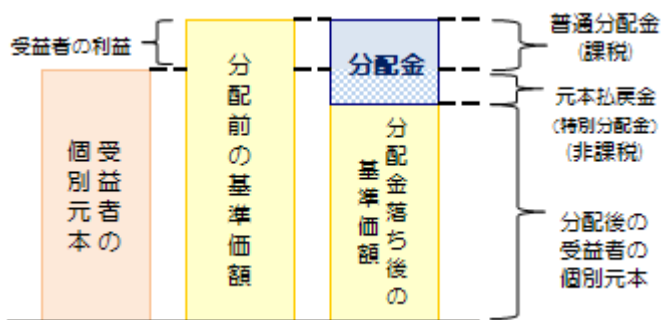 受益者の利益
受益者の
個別元本
分配前の基準価額
分配金
分配金落ち後の
基準価額
普通分配金
(課税)
元本払戻金
(特別分配金)
(非課税)
分配後の
受益者の
個別元本